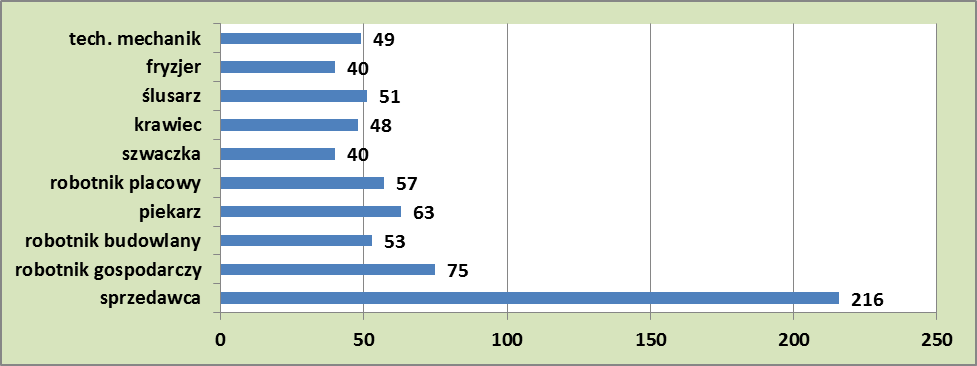 tech. mechanik 49
fryzjer 40
ślusarz 51
krawiec 48
szwaczka 40
robotnik placowy 57
piekarz 63
robotnik budowlany 53
robotnik gospodarczy 75
sprzedawca 216
0 50 100 150 200 250